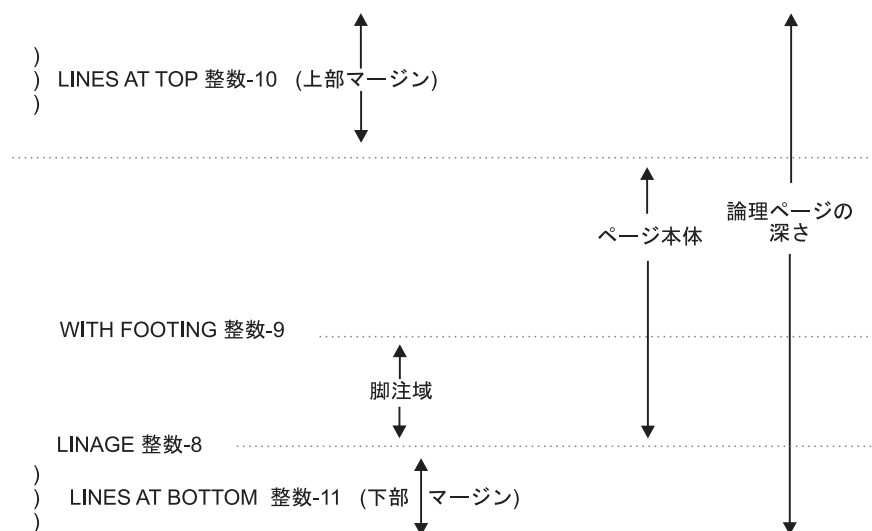 )
) LINES AT TOP 整数-10 (上部マージン)
)
論理ページの
深さ
ページ本体
WITH FOOTING 整数-9
脚注域
LINAGE 整数-8
)
) LINES AT BOTTOM 整数-11 (下部 マージン)
)